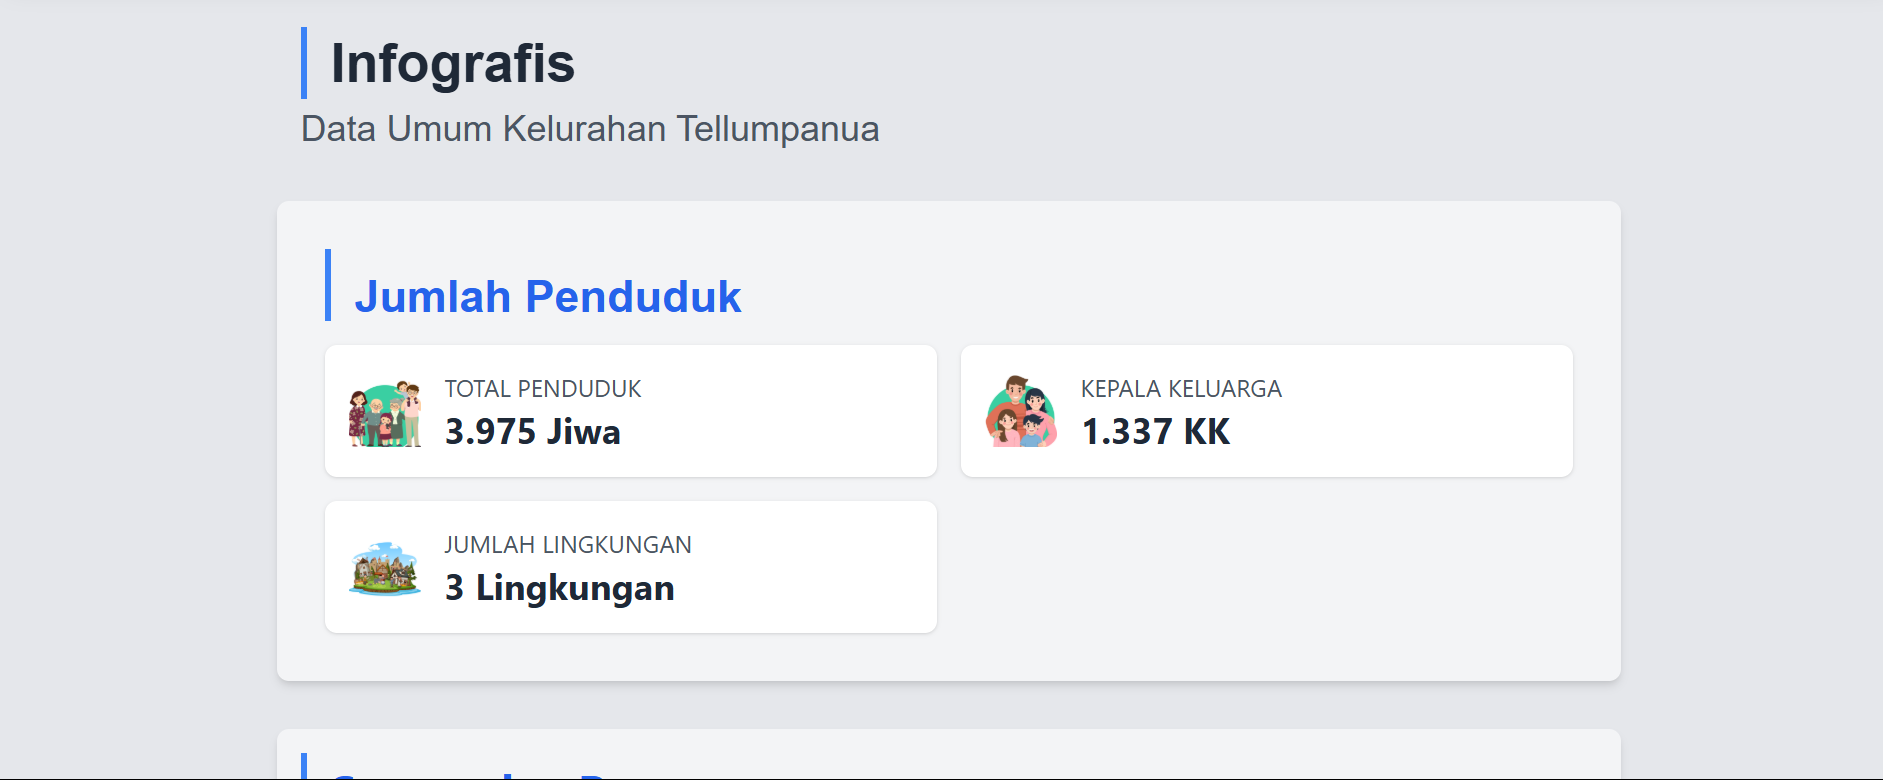 Infografis
Data Umum Kelurahan Tellumpanua
Jumlah Penduduk
TOTAL PENDUDUK
3.975 Jiwa
KEPALA KELUARGA
1.337 KK
JUMLAH LINGKUNGAN
3 Lingkungan